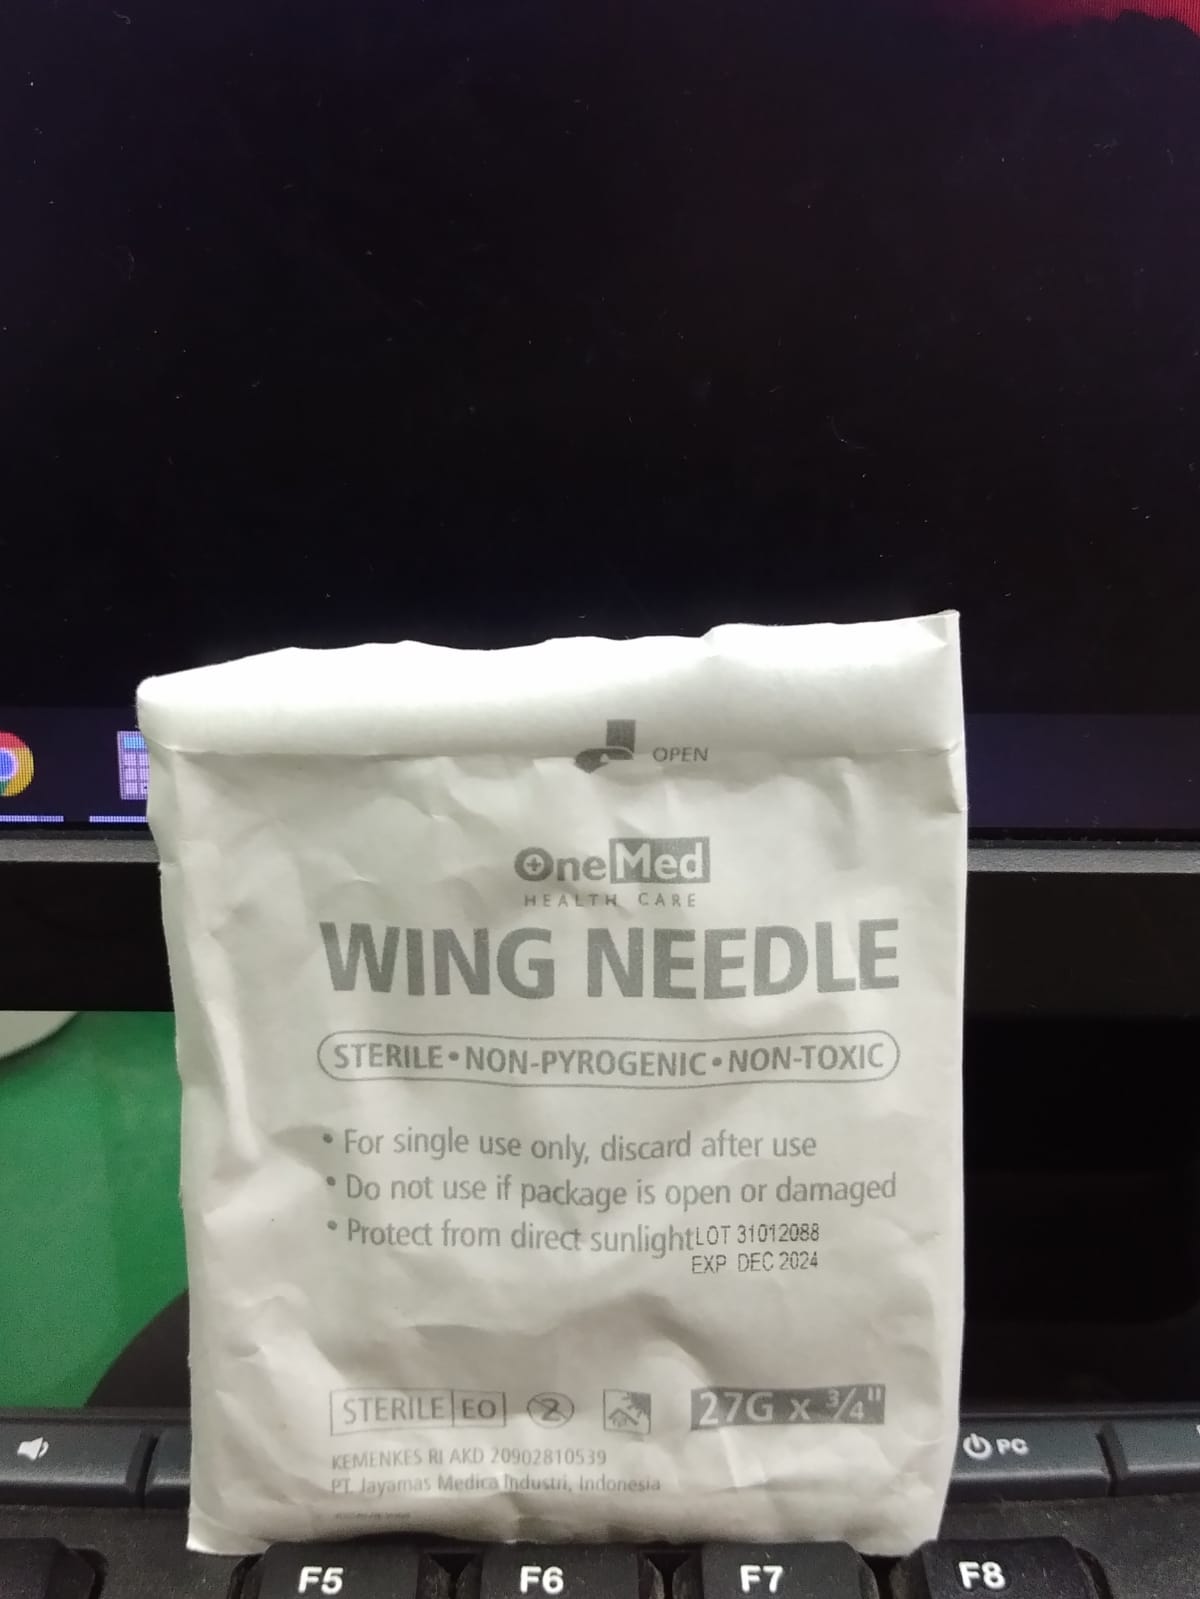 OPEN
OneMed
HEALTH CARE
WING NEEDLE
STERILE • NON-PYROGENIC • NON-TOXIC
• For single use only, discard after use
• Do not use if package is open or damaged
• Protect from direct sunlight
LOT 31012088
EXP DEC 2024
STERILE EO
2
27G x 3/4"
KEMENKES RI AKD 20902810539
PT. Jayamas Medica Industri, Indonesia
PC
F5 F6 F7 F8